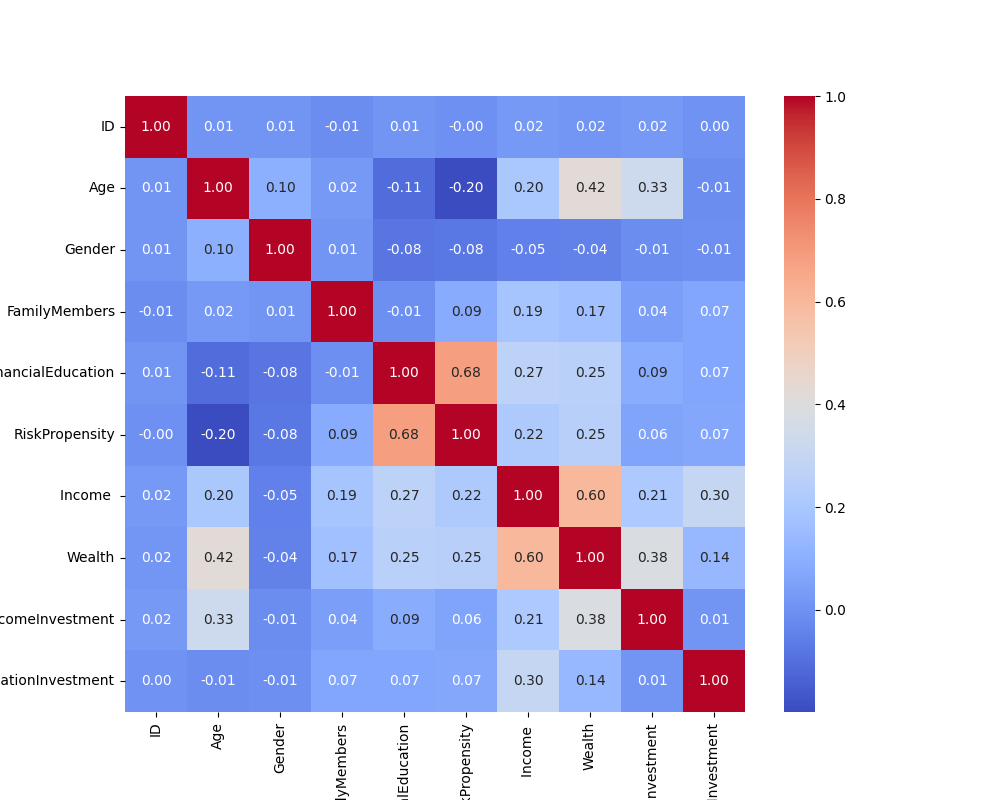 ID 1.00 0.01 0.01 -0.01 0.01 -0.00 0.02 0.02 0.02 0.00
Age 0.01 1.00 0.10 0.02 -0.11 -0.20 0.20 0.42 0.33 -0.01
Gender 0.01 0.10 1.00 0.01 -0.08 -0.08 -0.05 -0.04 -0.01 -0.01
FamilyMembers -0.01 0.02 0.01 1.00 -0.01 0.09 0.19 0.17 0.04 0.07
nancialEducation 0.01 -0.11 -0.08 -0.01 1.00 0.68 0.27 0.25 0.09 0.07
RiskPropensity -0.00 -0.20 -0.08 0.09 0.68 1.00 0.22 0.25 0.06 0.07
Income 0.02 0.20 -0.05 0.19 0.27 0.22 1.00 0.60 0.21 0.30
Wealth 0.02 0.42 -0.04 0.17 0.25 0.25 0.60 1.00 0.38 0.14
comeInvestment 0.02 0.33 -0.01 0.04 0.09 0.06 0.21 0.38 1.00 0.01
ationInvestment 0.00 -0.01 -0.01 0.07 0.07 0.07 0.30 0.14 0.01 1.00
ID
Age
Gender
lyMembers
lEducation
kPropensity
Income
Wealth
nvestment
Investment
1.0
0.8
0.6
0.4
0.2
0.0